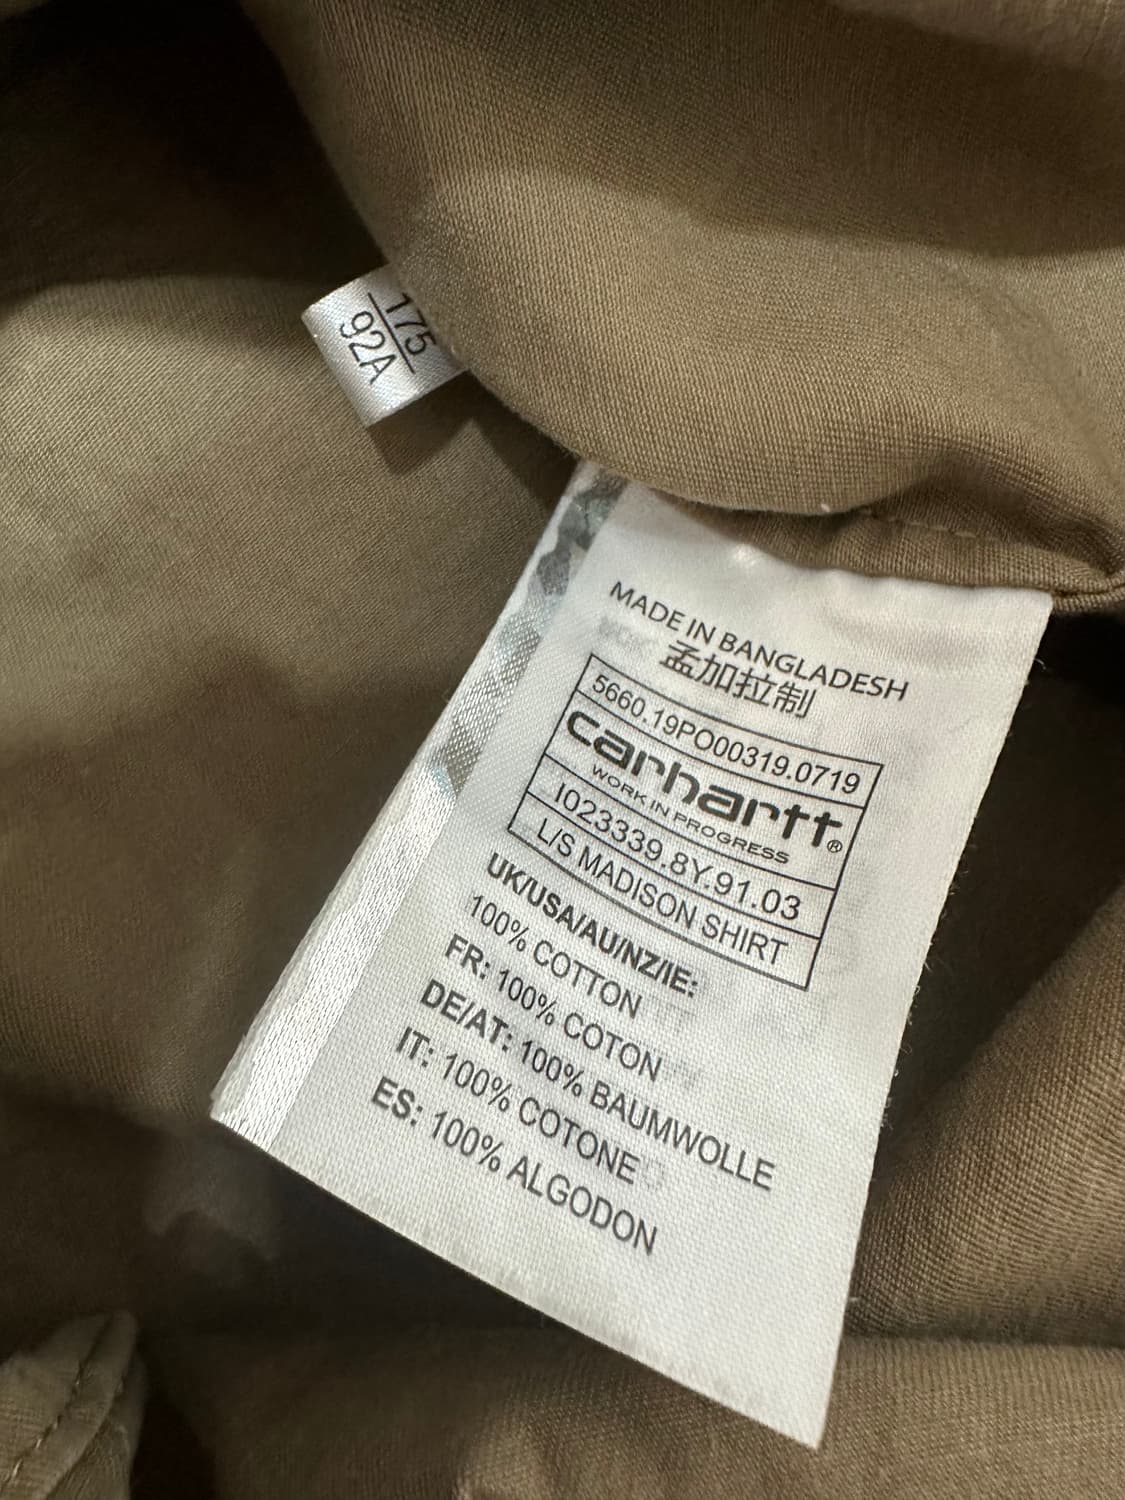 175
92A
MADE IN BANGLADESH
孟加拉制
5660.19PO00319.0719
carhartt®
WORK IN PROGRESS
I023339.8Y.91.03
L/S MADISON SHIRT
UK/USA/AU/NZ/IE:
100% COTTON
FR: 100% COTON
DE/AT: 100% BAUMWOLLE
IT: 100% COTONE
ES: 100% ALGODON